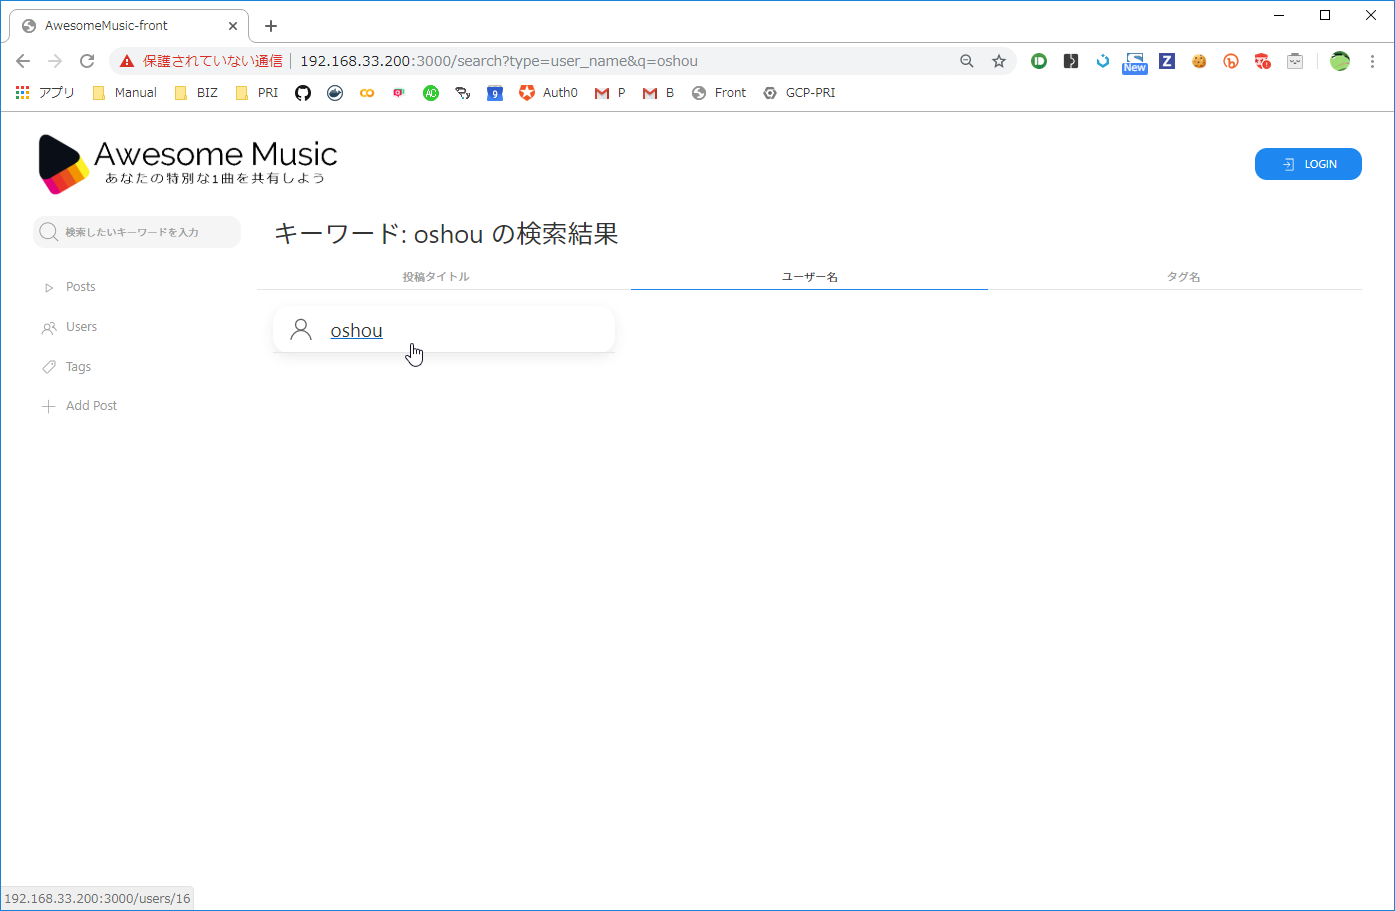 AwesomeMusic-front
保護されていない通信 192.168.33.200:3000/search?type=user_name&q=oshou
New
アプリ Manual BIZ PRI 9 Auth0 P B Front GCP-PRI
Awesome Music
あなたの特別な1曲を共有しよう
LOGIN
検索したいキーワードを入力
キーワード: oshou の検索結果
投稿タイトル ユーザー名 タグ名
Posts
oshou
Users
Tags
Add Post
192.168.33.200:3000/users/16